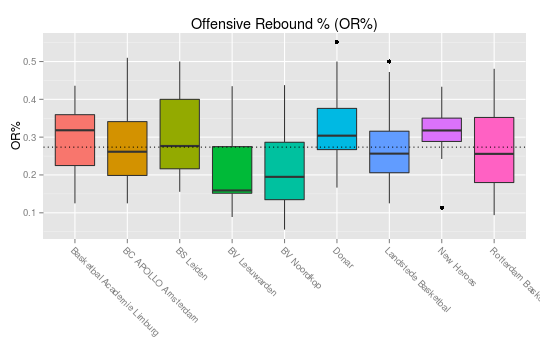 Offensive Rebound % (OR%)
OR%
0.5
0.4
0.3
0.2
0.1
Basketbal Academie Limburg
BC APOLLO Amsterdam
BS Leiden
BV Leeuwarden
BV Noordkop
Donar
Landstede Basketbal
New Heroes
Rotterdam